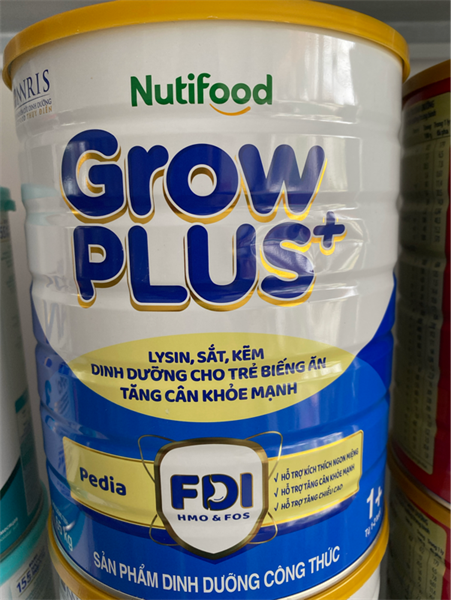 Nutifood
GROW
PLUS+
LYSIN, SẮT, KẼM
DINH DƯỠNG CHO TRẺ BIẾNG ĂN
TĂNG CÂN KHỎE MẠNH
Pedia
FDI
HMO & FOS
✓ HỖ TRỢ KÍCH THÍCH NGON MIỆNG
✓ HỖ TRỢ TĂNG CÂN KHỎE MẠNH
✓ HỖ TRỢ TĂNG CHIỀU CAO
1+
SẢN PHẨM DINH DƯỠNG CÔNG THỨC